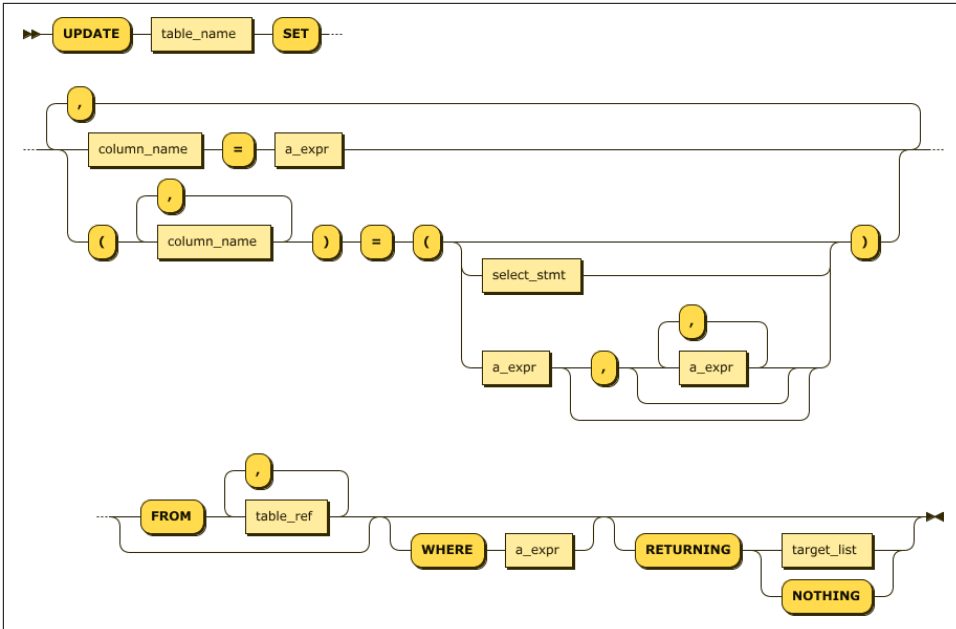 UPDATE table_name SET
,
column_name = a_expr
,
( column_name ) = ( )
select_stmt
,
a_expr , a_expr
,
FROM table_ref
WHERE a_expr RETURNING target_list
NOTHING